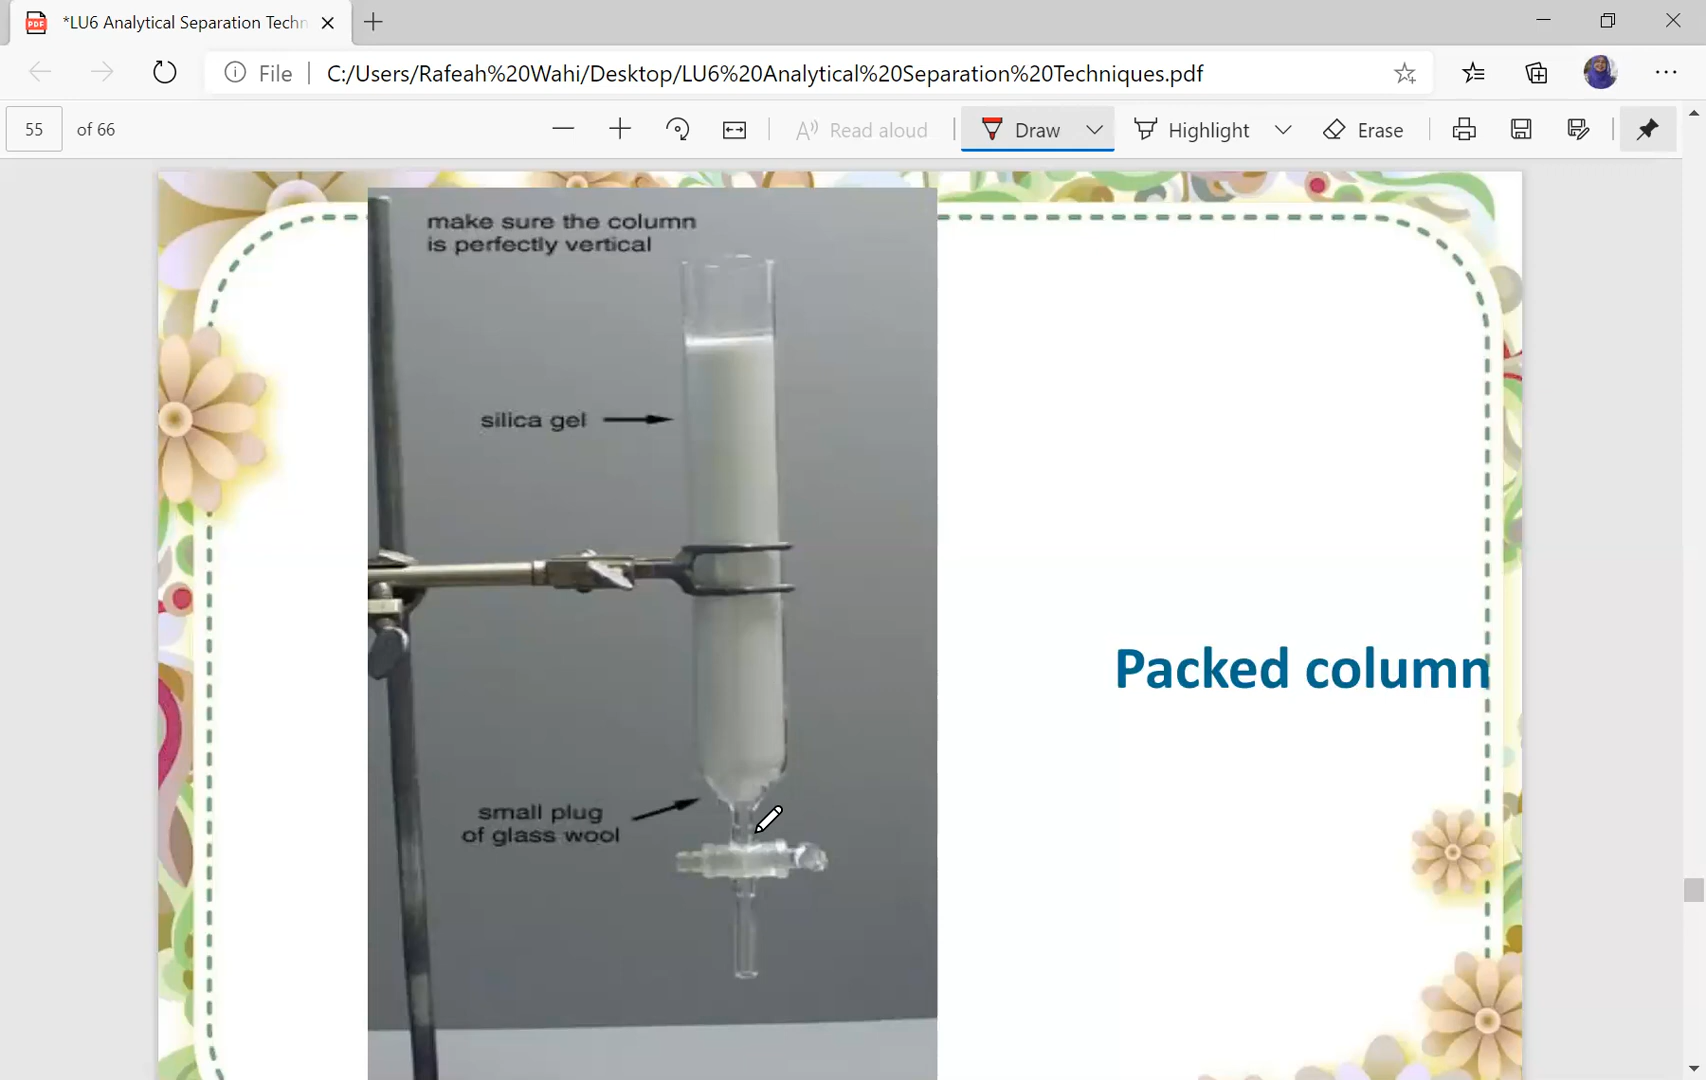 *LU6 Analytical Separation Techn
File
C:/Users/Rafeah%20Wahi/Desktop/LU6%20Analytical%20Separation%20Techniques.pdf
55 of 66
Read aloud
Draw
Highlight
Erase
make sure the column
is perfectly vertical
silica gel
Packed column
small plug
of glass wool